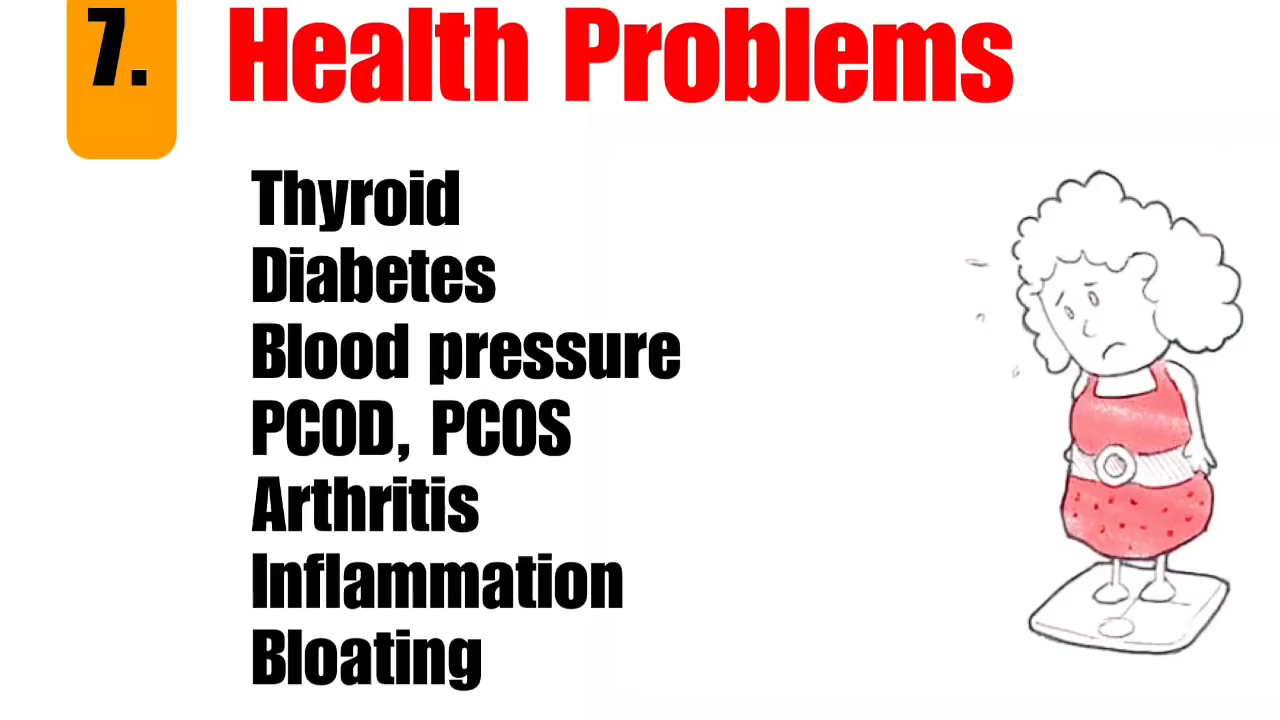 7. Health Problems
Thyroid
Diabetes
Blood pressure
PCOD, PCOS
Arthritis
Inflammation
Bloating